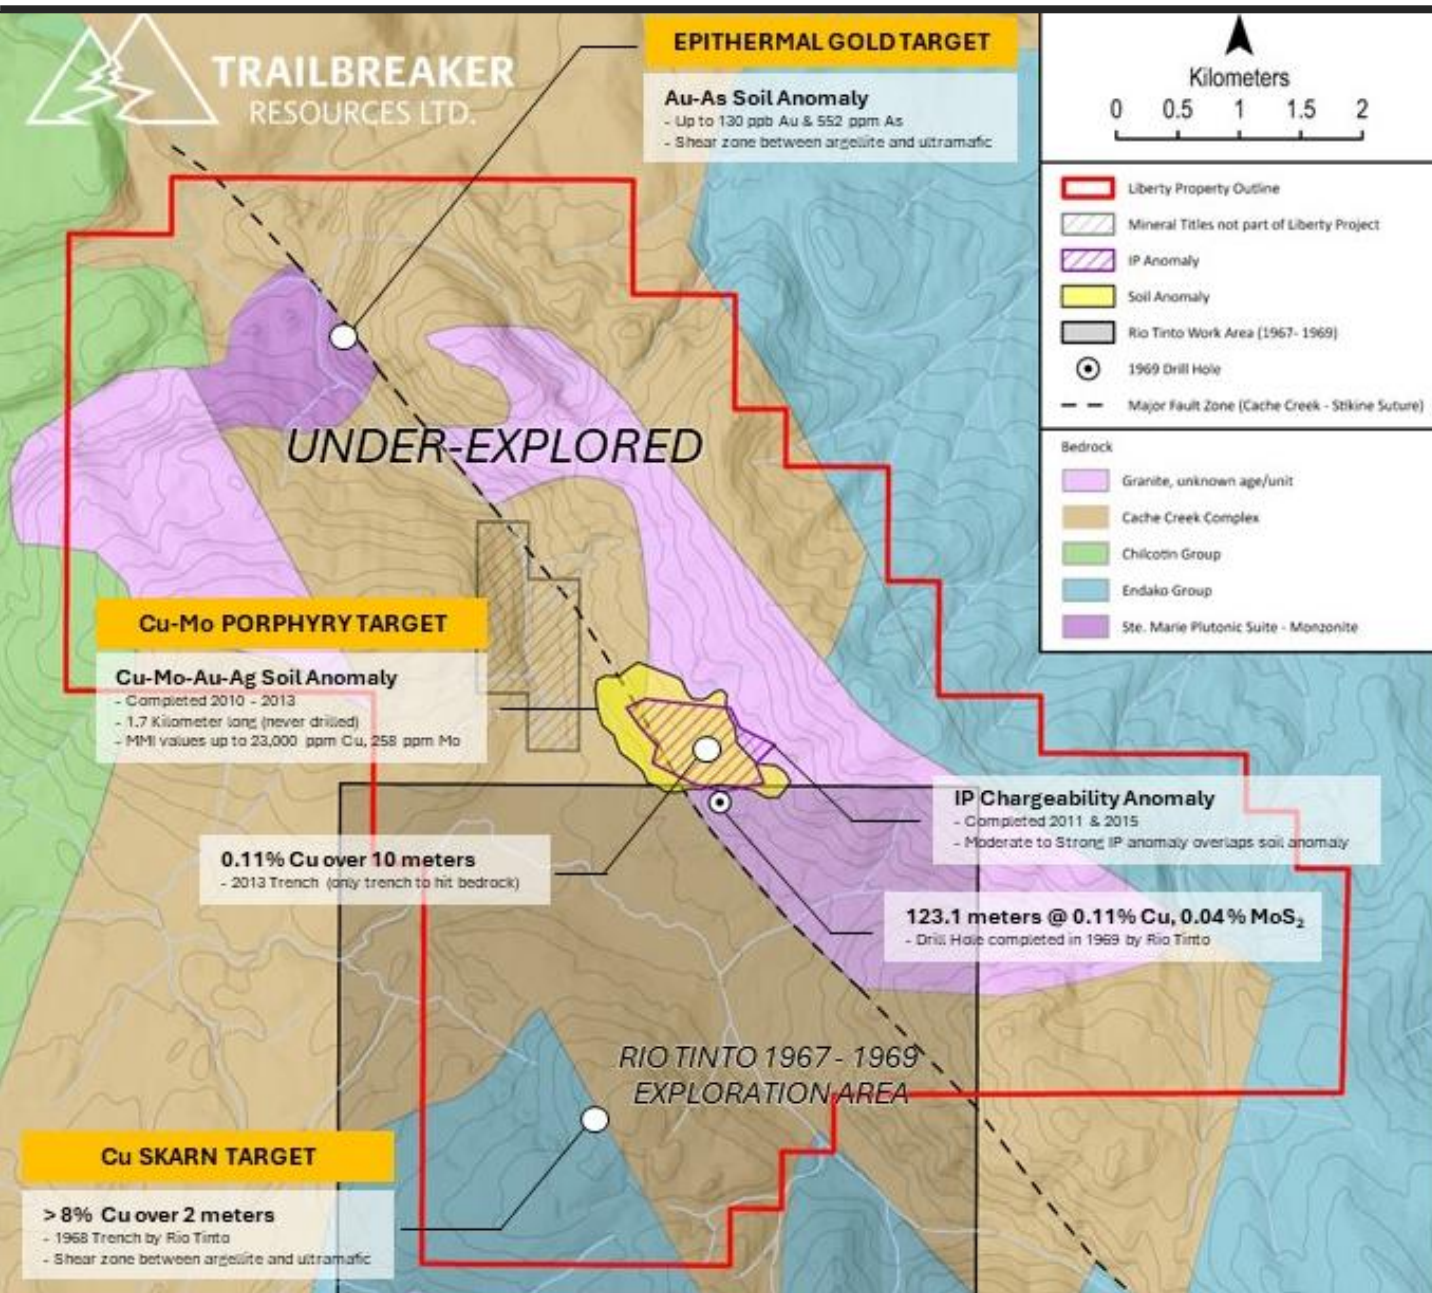 TRAILBREAKER
RESOURCES LTD.
EPITHERMAL GOLD TARGET
Au-As Soil Anomaly
- Up to 130 ppb Au & 552 ppm As
- Shear zone between argellite and ultramafic
Kilometers
0 0.5 1 1.5 2
Liberty Property Outline
Mineral Titles not part of Liberty Project
IP Anomaly
Soil Anomaly
Rio Tinto Work Area (1967- 1969)
1969 Drill Hole
Major Fault Zone (Cache Creek - Stikine Suture)
Bedrock
Granite, unknown age/unit
Cache Creek Complex
Chilcotin Group
Endako Group
Ste. Marie Plutonic Suite - Monzonite
UNDER-EXPLORED
Cu-Mo PORPHYRY TARGET
Cu-Mo-Au-Ag Soil Anomaly
- Completed 2010 - 2013
- 1.7 Kilometer long (never drilled)
- MMI values up to 23,000 ppm Cu, 258 ppm Mo
IP Chargeability Anomaly
- Completed 2011 & 2015
- Moderate to Strong IP anomaly overlaps soil anomaly
0.11% Cu over 10 meters
- 2013 Trench (only trench to hit bedrock)
123.1 meters @ 0.11% Cu, 0.04% MoS₂
- Drill Hole completed in 1969 by Rio Tinto
RIO TINTO 1967 - 1969
EXPLORATION AREA
Cu SKARN TARGET
> 8% Cu over 2 meters
- 1968 Trench by Rio Tinto
- Shear zone between argellite and ultramafic